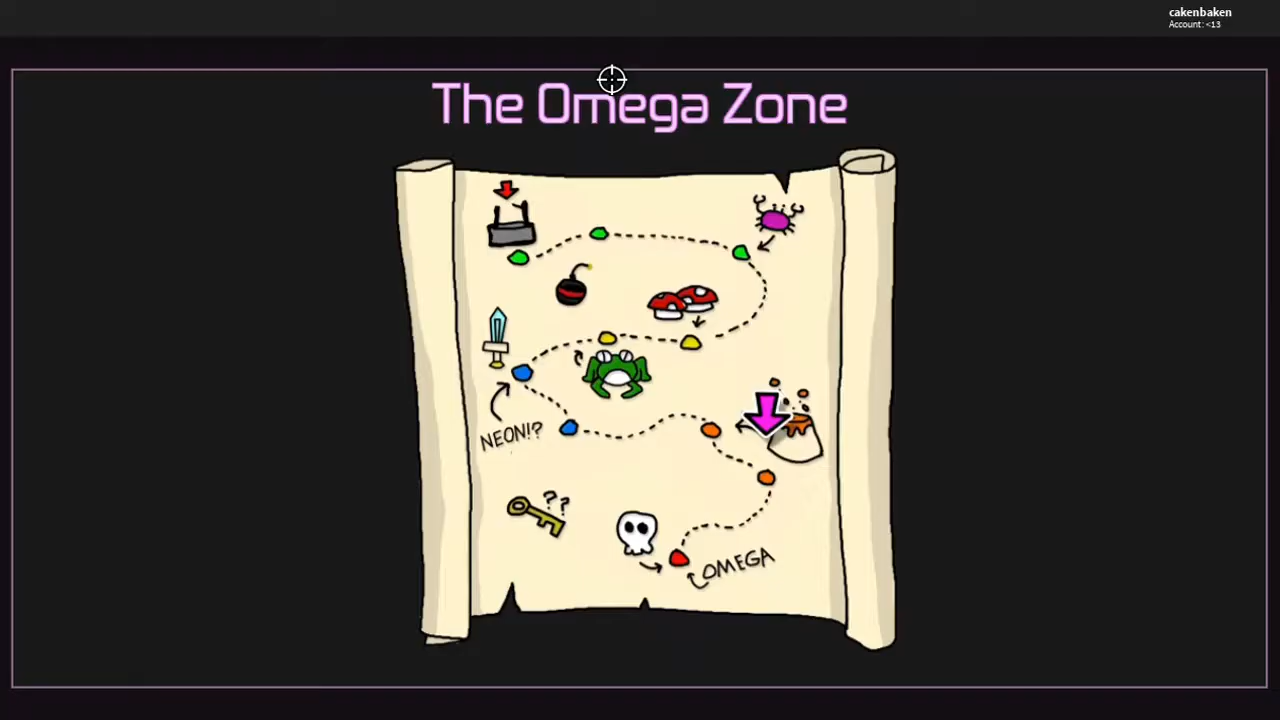 cakenbaken
Account: <13
The Omega Zone
NEON!?
??
OMEGA